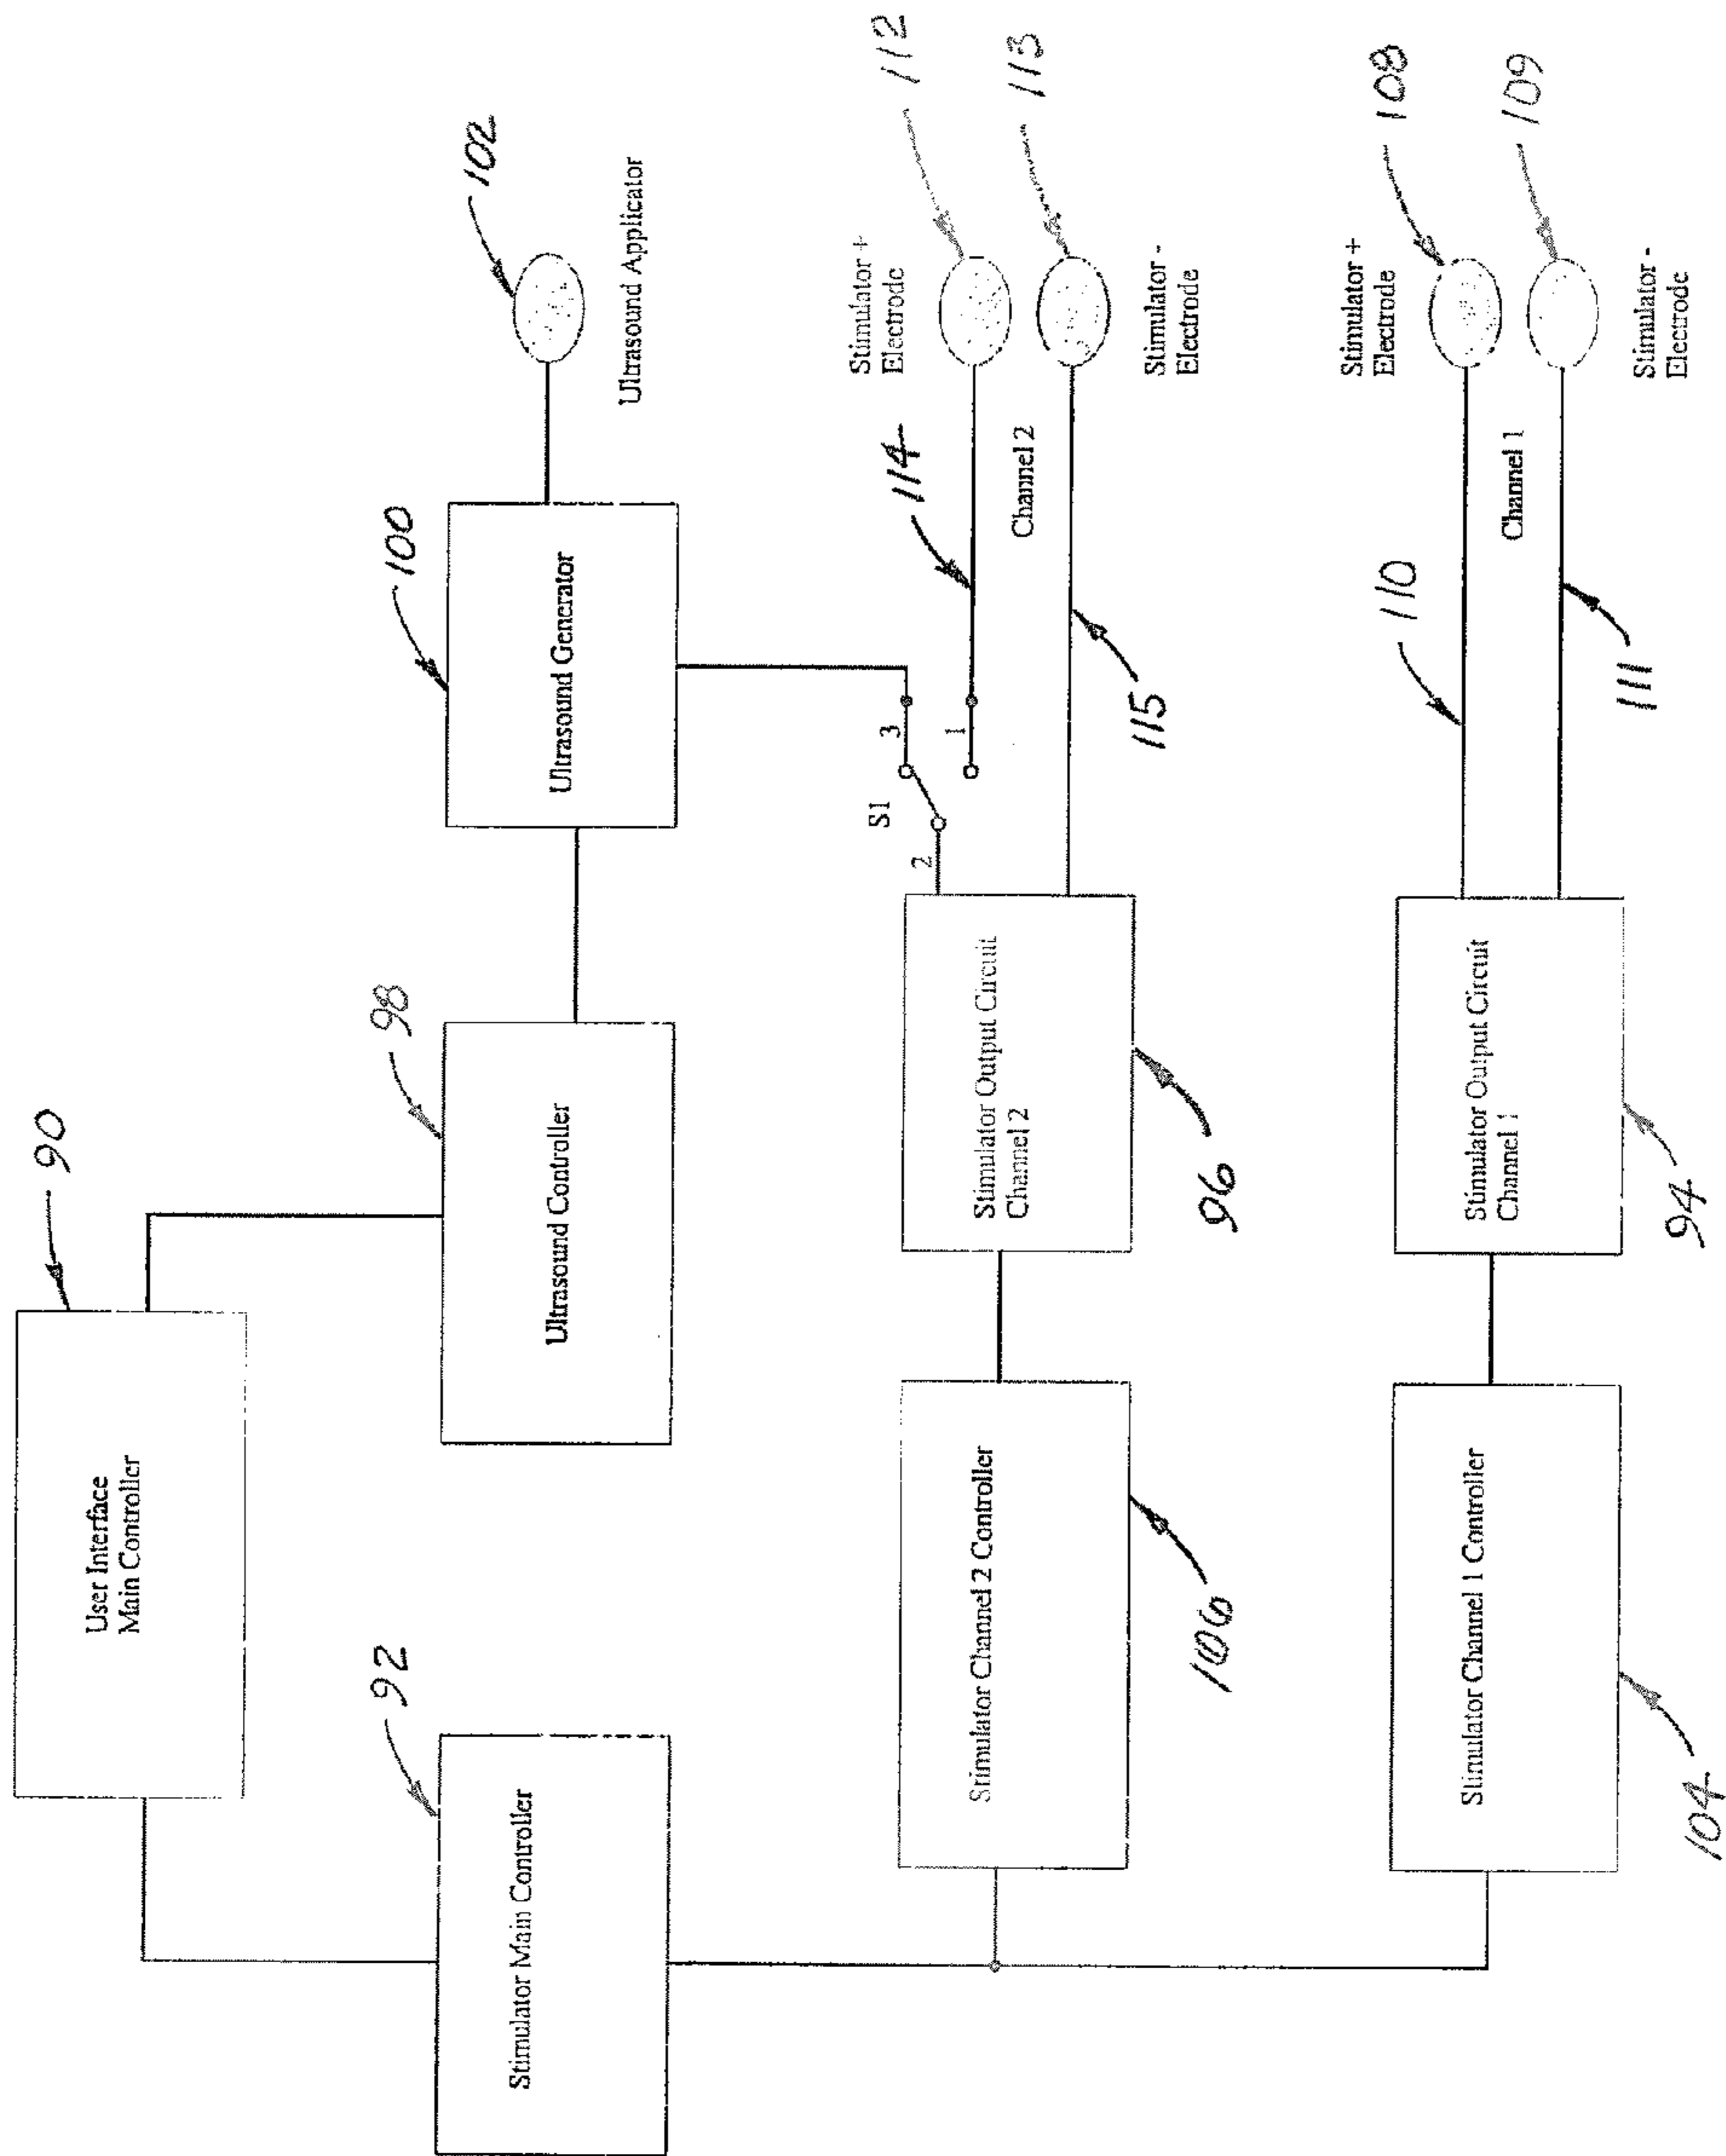 90
User Interface
Main Controller
92
Stimulator Main Controller
98
Ultrasound Controller
100
Ultrasound Generator
102
Ultrasound Applicator
106
Stimulator Channel 2 Controller
96
Stimulator Output Circuit
Channel 2
S1
2
3
1
114
115
Channel 2
Stimulator +
Electrode
112
Stimulator -
Electrode
113
104
Stimulator Channel 1 Controller
94
Stimulator Output Circuit
Channel 1
110
111
Channel 1
Stimulator +
Electrode
108
Stimulator -
Electrode
109